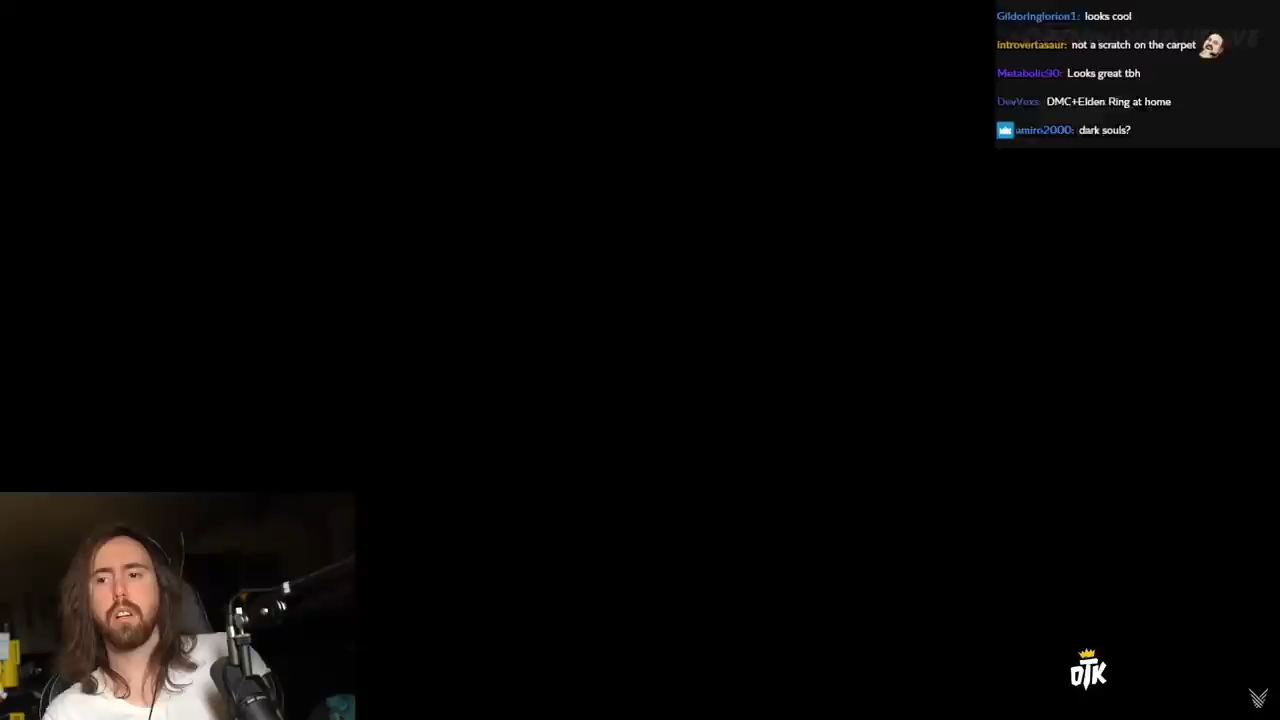 GildorInglorion1: looks cool
Introvertasaur: not a scratch on the carpet
Metabolic90: Looks great tbh
DevVexs: DMC+Elden Ring at home
amiro2000: dark souls?
OTK